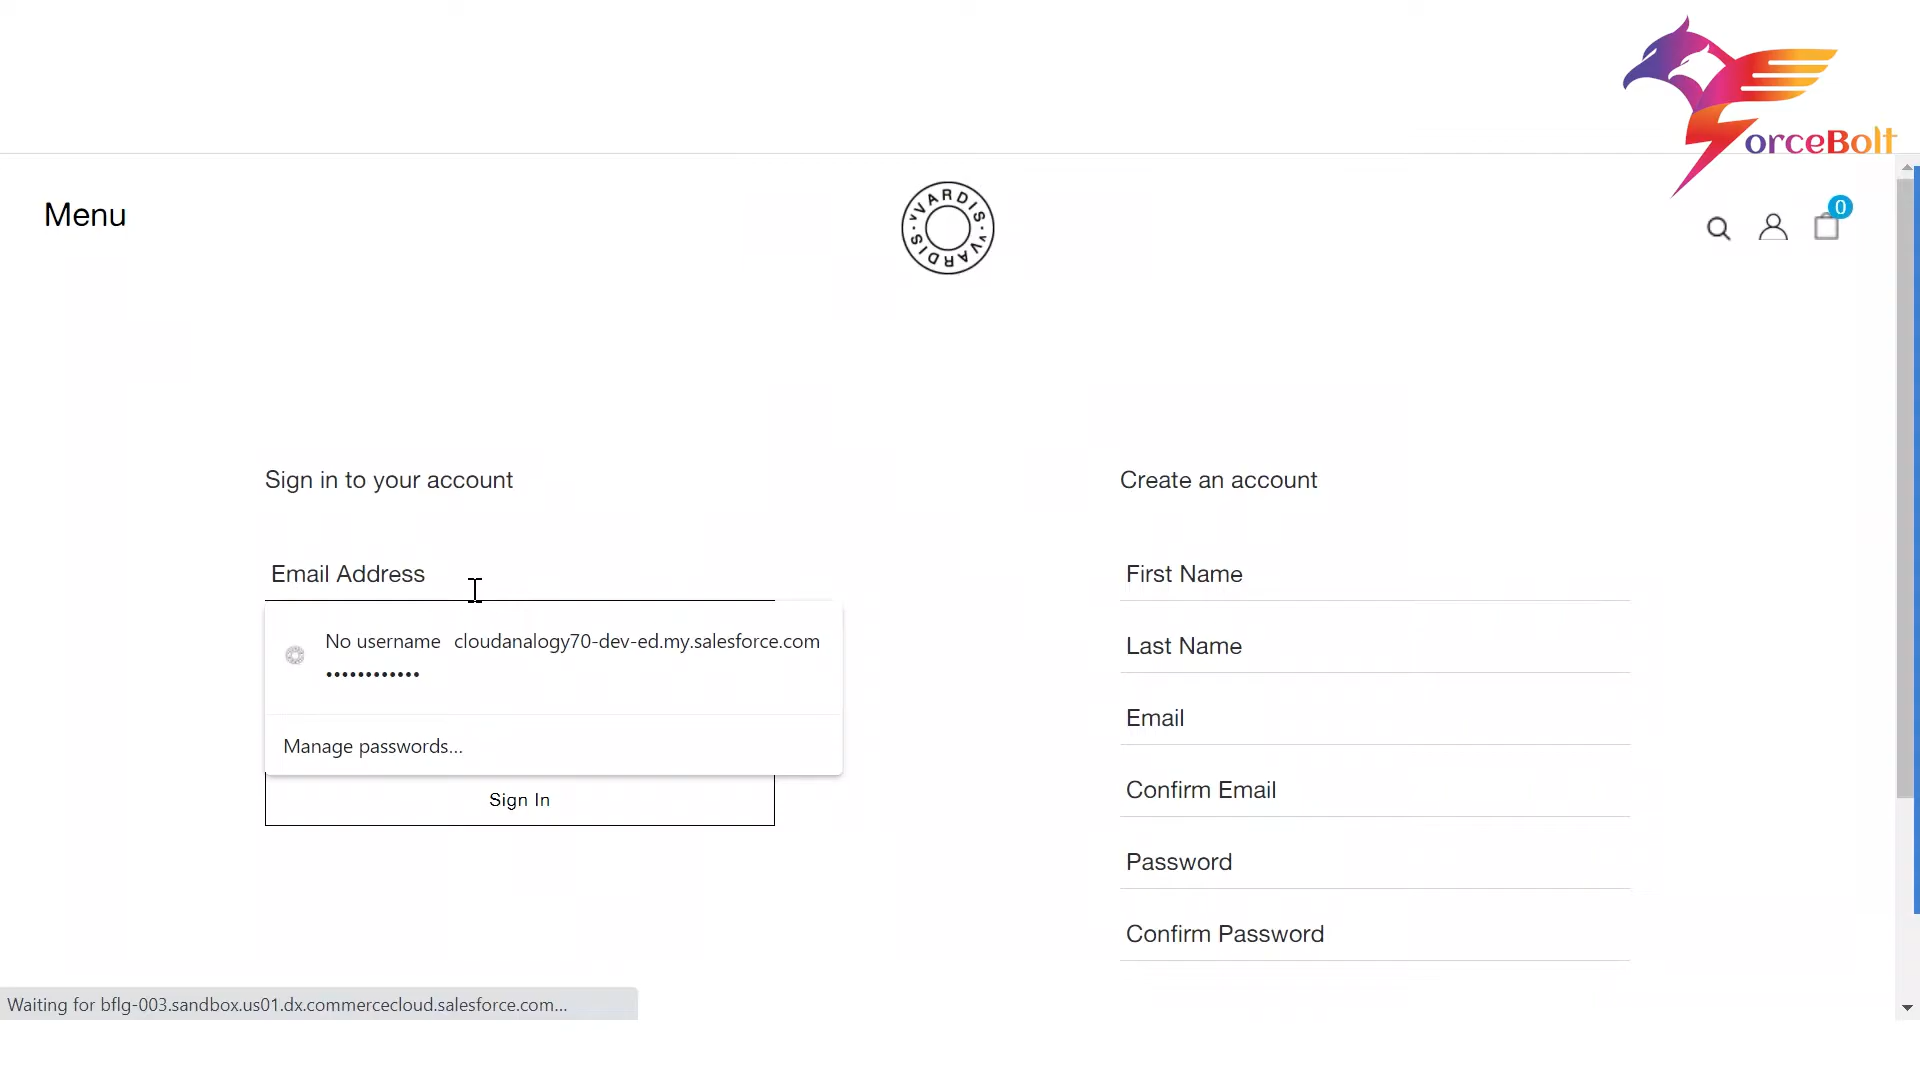 orceBolt
Menu
VVARDIS · VVARDIS ·
0
Sign in to your account
Create an account
Email Address
First Name
No username cloudanalogy70-dev-ed.my.salesforce.com
••••••••••••
Last Name
Email
Manage passwords...
Confirm Email
Sign In
Password
Confirm Password
Waiting for bflg-003.sandbox.us01.dx.commercecloud.salesforce.com...